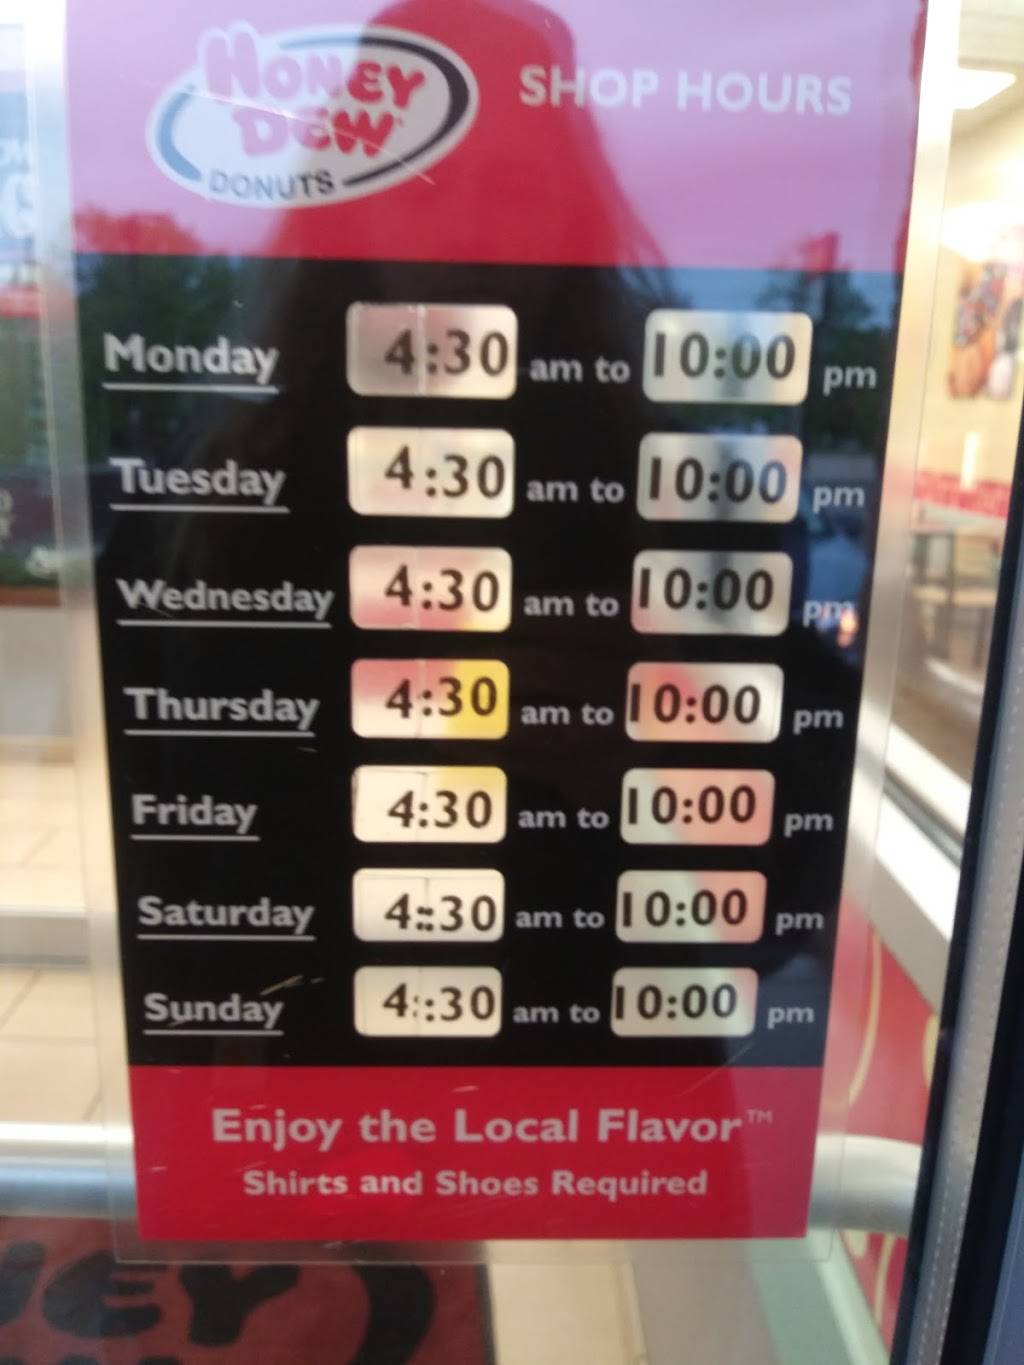 HONEY
DEW
DONUTS
SHOP HOURS
Monday 4:30 am to 10:00 pm
Tuesday 4:30 am to 10:00 pm
Wednesday 4:30 am to 10:00 pm
Thursday 4:30 am to 10:00 pm
Friday 4:30 am to 10:00 pm
Saturday 4::30 am to 10:00 pm
Sunday 4::30 am to 10:00 pm
Enjoy the Local Flavor™
Shirts and Shoes Required